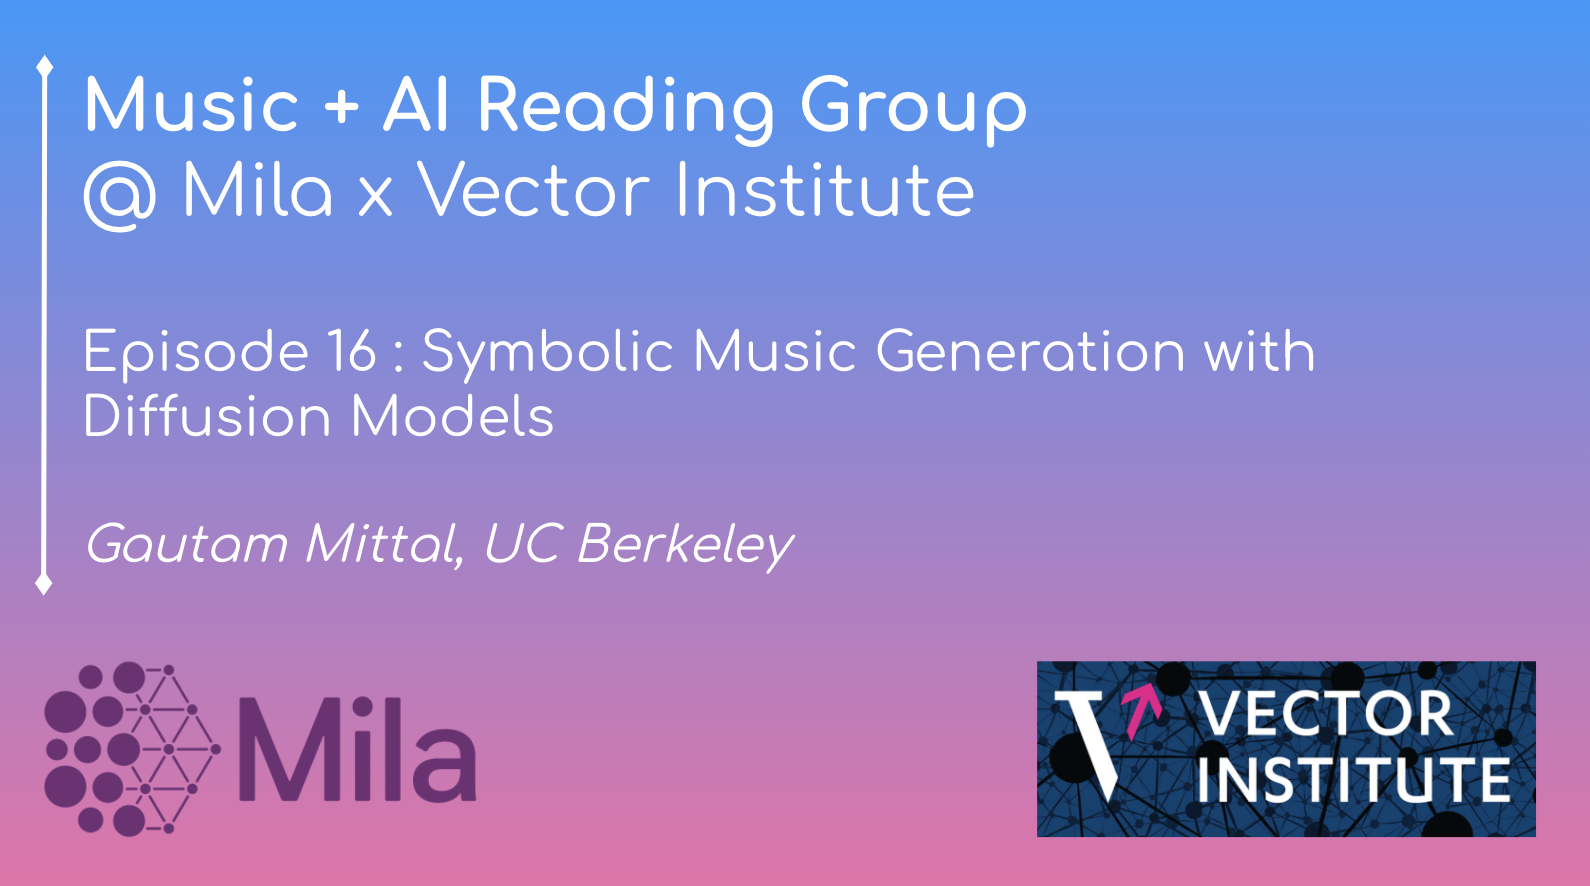 Music + AI Reading Group
@ Mila x Vector Institute
Episode 16 : Symbolic Music Generation with
Diffusion Models
Gautam Mittal, UC Berkeley
Mila
VECTOR
INSTITUTE